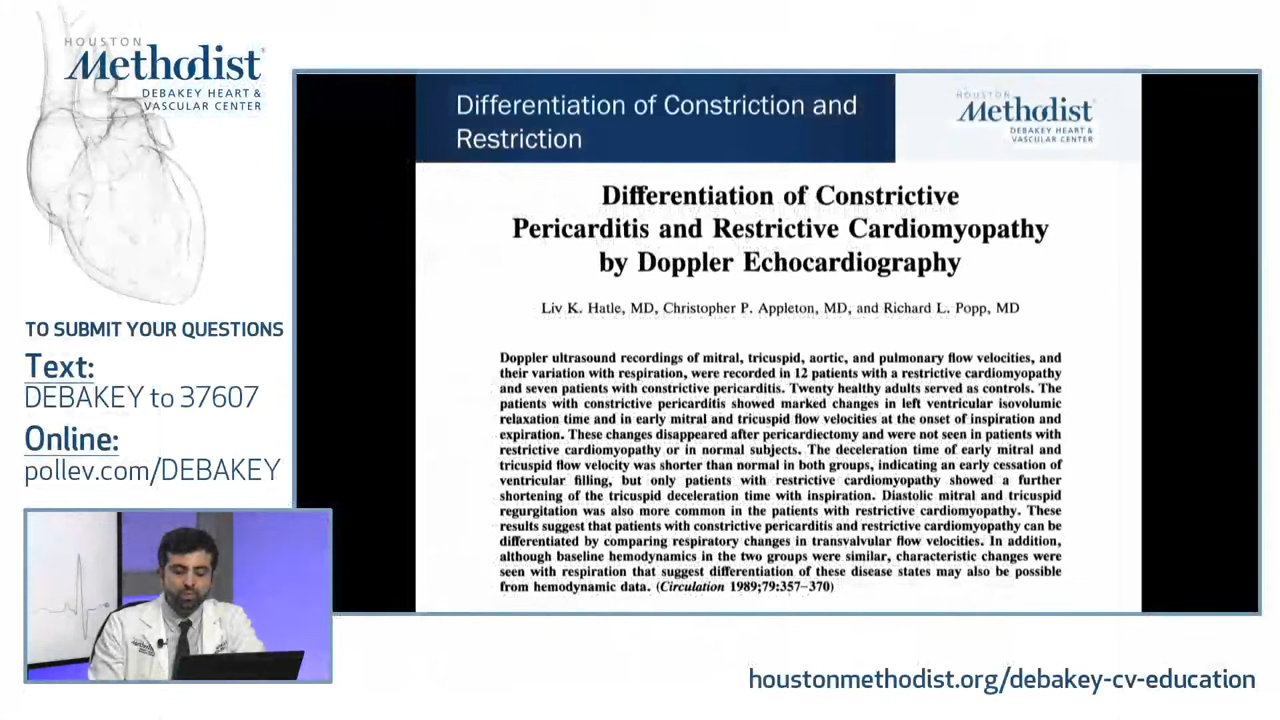 HOUSTON
Methodist
DEBAKEY HEART &
VASCULAR CENTER
TO SUBMIT YOUR QUESTIONS
Text:
DEBAKEY to 37607
Online:
pollev.com/DEBAKEY
Differentiation of Constriction and
Restriction
HOUSTON
Methodist
DEBAKEY HEART &
VASCULAR CENTER
Differentiation of Constrictive
Pericarditis and Restrictive Cardiomyopathy
by Doppler Echocardiography
Liv K. Hatle, MD, Christopher P. Appleton, MD, and Richard L. Popp, MD
Doppler ultrasound recordings of mitral, tricuspid, aortic, and pulmonary flow velocities, and
their variation with respiration, were recorded in 12 patients with a restrictive cardiomyopathy
and seven patients with constrictive pericarditis. Twenty healthy adults served as controls. The
patients with constrictive pericarditis showed marked changes in left ventricular isovolumic
relaxation time and in early mitral and tricuspid flow velocities at the onset of inspiration and
expiration. These changes disappeared after pericardiectomy and were not seen in patients with
restrictive cardiomyopathy or in normal subjects. The deceleration time of early mitral and
tricuspid flow velocity was shorter than normal in both groups, indicating an early cessation of
ventricular filling, but only patients with restrictive cardiomyopathy showed a further
shortening of the tricuspid deceleration time with inspiration. Diastolic mitral and tricuspid
regurgitation was also more common in the patients with restrictive cardiomyopathy. These
results suggest that patients with constrictive pericarditis and restrictive cardiomyopathy can be
differentiated by comparing respiratory changes in transvalvular flow velocities. In addition,
although baseline hemodynamics in the two groups were similar, characteristic changes were
seen with respiration that suggest differentiation of these disease states may also be possible
from hemodynamic data. (Circulation 1989;79:357–370)
Methodist
houstonmethodist.org/debakey-cv-education